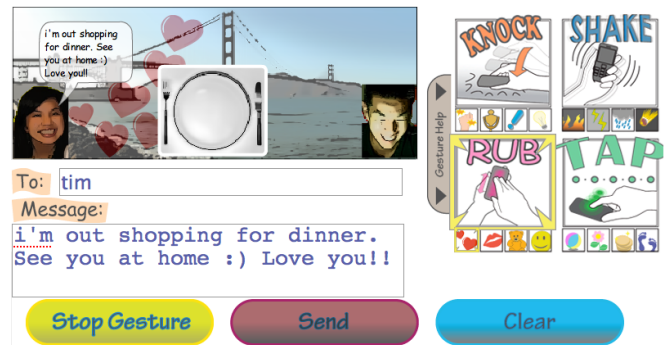 i'm out shopping
for dinner. See
you at home :)
Love you!!
KNOCK
SHAKE
Gesture Help
RUB
TAP
To: tim
Message:
i'm out shopping for dinner.
See you at home :) Love you!!
Stop Gesture
Send
Clear